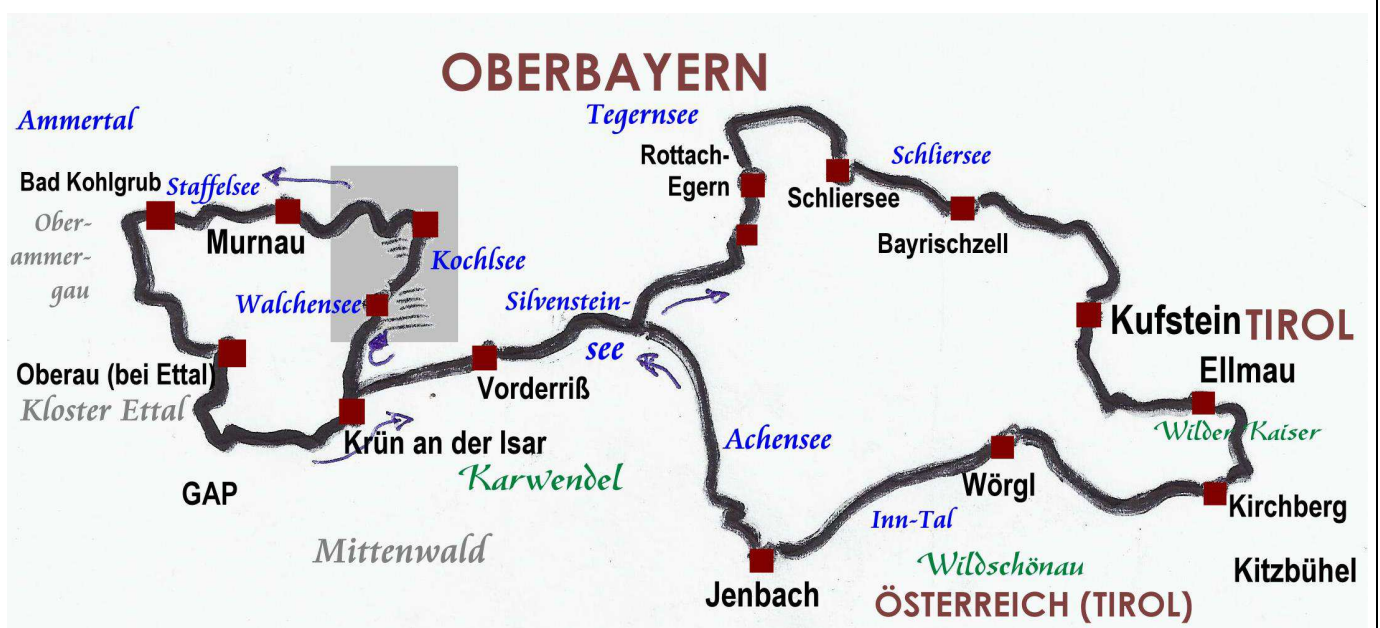 OBERBAYERN
Ammertal
Tegernsee
Rottach-
Egern
Schliersee
Schliersee
Bad Kohlgrub
Staffelsee
Ober-
ammer-
gau
Murnau
Kochlsee
Bayrischzell
Walchensee
Silvenstein-
see
Kufstein
TIROL
Ellmau
Oberau (bei Ettal)
Kloster Ettal
Vorderriß
Wilder Kaiser
Krün an der Isar
Achensee
Karwendel
GAP
Wörgl
Kirchberg
Inn-Tal
Mittenwald
Wildschönau
Kitzbühel
Jenbach
ÖSTERREICH (TIROL)